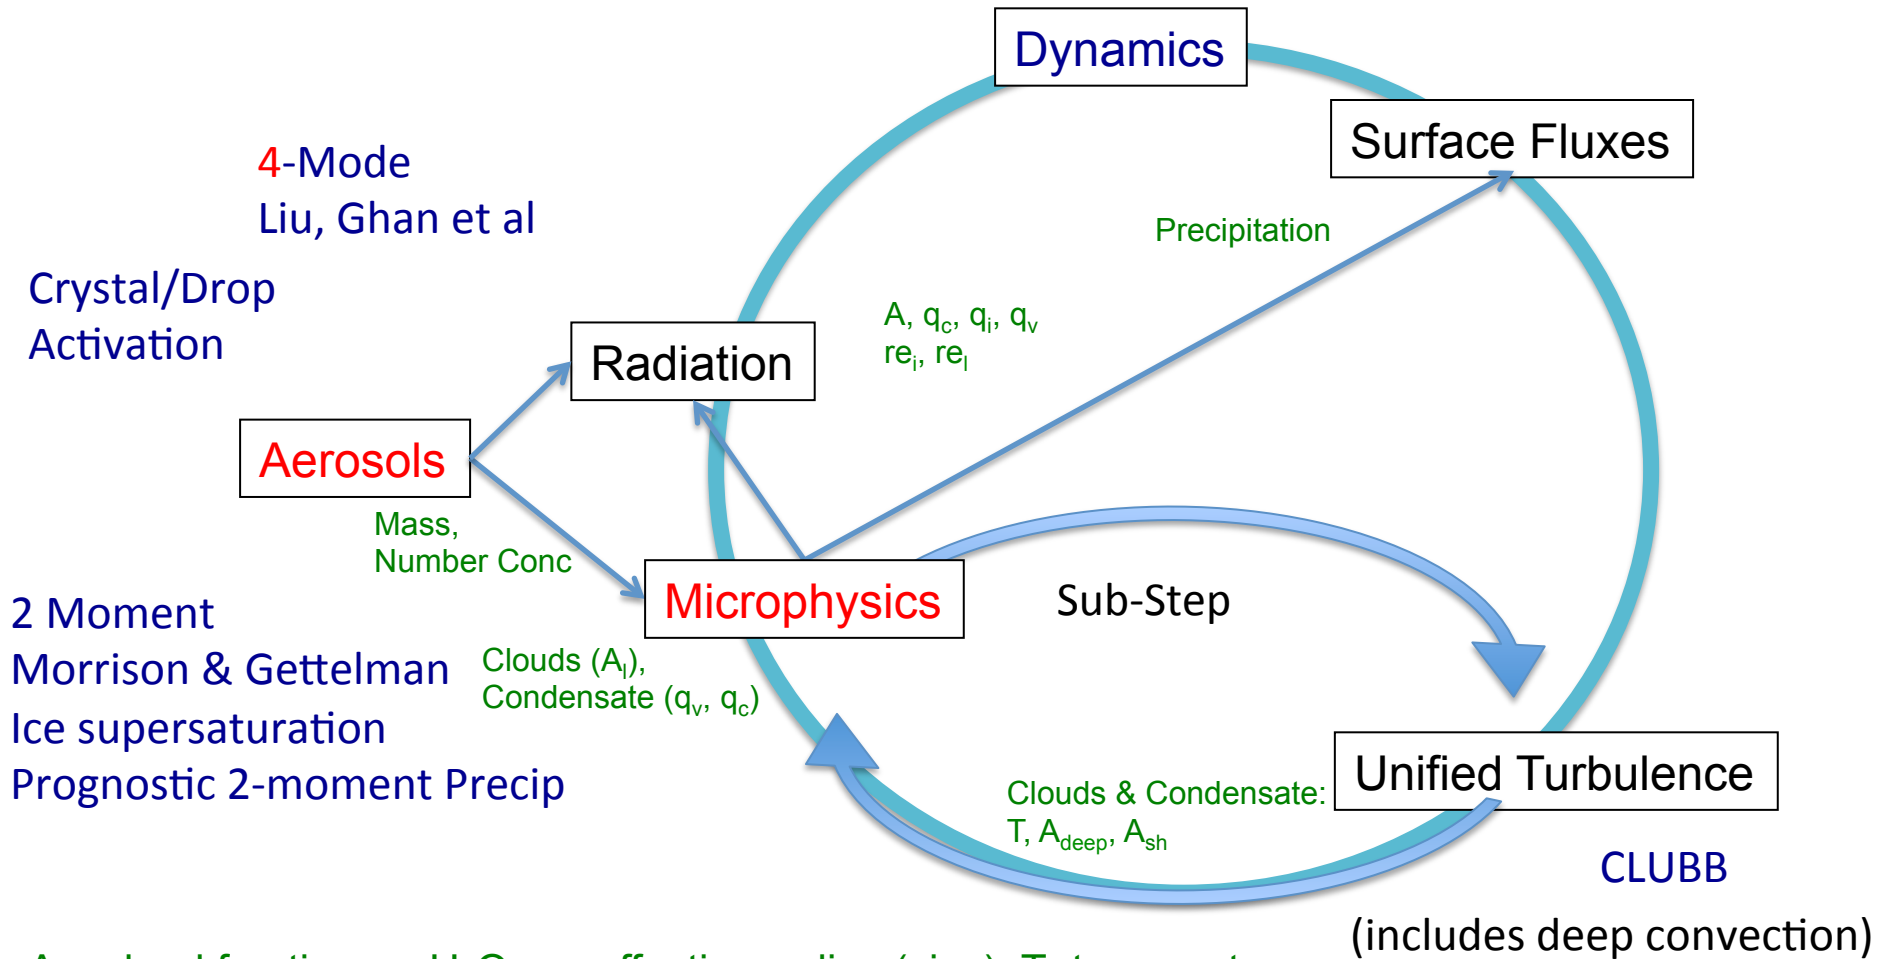 Dynamics
Surface Fluxes
4-Mode
Liu, Ghan et al
Precipitation
Crystal/Drop
Activation
A, qc, qi, qv
rei, rel
Radiation
Aerosols
Mass,
Number Conc
Microphysics
Sub-Step
2 Moment
Morrison & Gettelman
Ice supersaturation
Prognostic 2-moment Precip
Clouds (Al),
Condensate (qv, qc)
Unified Turbulence
Clouds & Condensate:
T, Adeep, Ash
CLUBB
(includes deep convection)